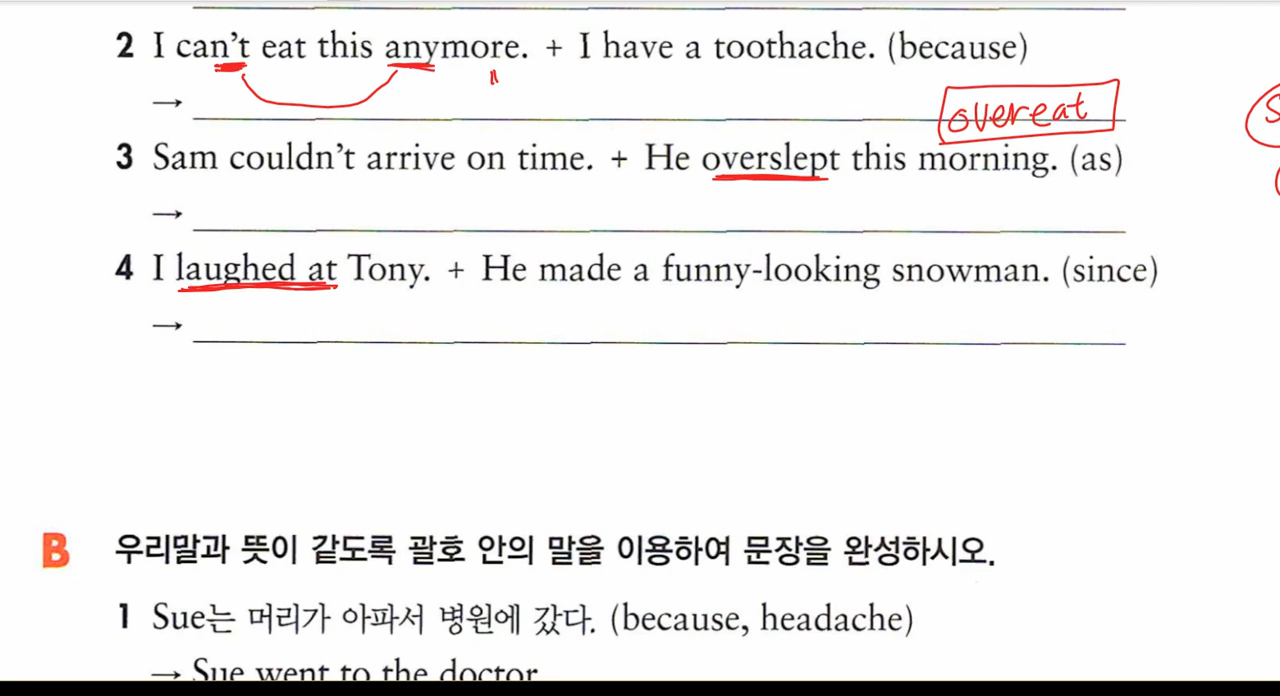 2 I can't eat this anymore. + I have a toothache. (because)
→
overeat
3 Sam couldn't arrive on time. + He overslept this morning. (as)
→
4 I laughed at Tony. + He made a funny-looking snowman. (since)
→
B 우리말과 뜻이 같도록 괄호 안의 말을 이용하여 문장을 완성하시오.
1 Sue는 머리가 아파서 병원에 갔다. (because, headache)
→ Sue went to the doctor